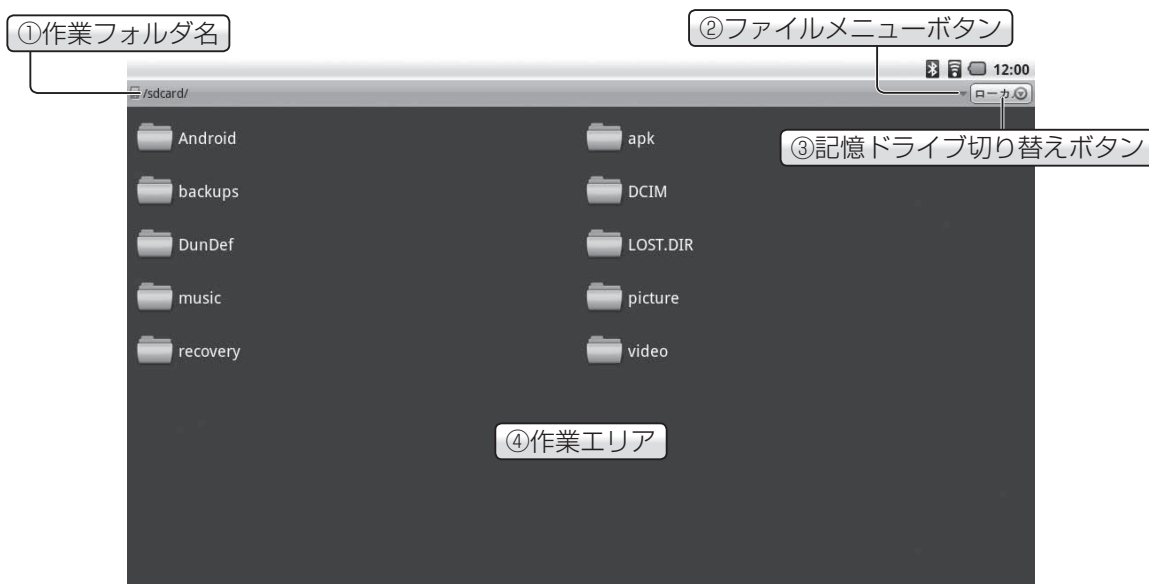 ①作業フォルダ名
②ファイルメニューボタン
12:00
/sdcard/
ローカ
③記憶ドライブ切り替えボタン
Android
apk
backups
DCIM
DunDef
LOST.DIR
music
picture
recovery
video
④作業エリア